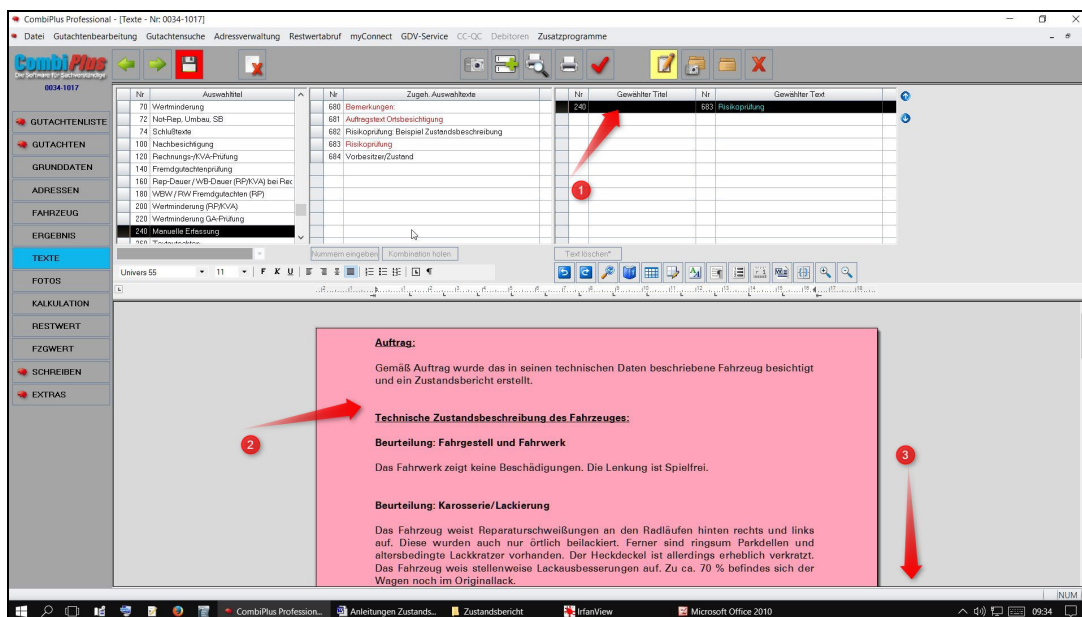 CombiPlus Professional - [Texte - Nr: 0034-1017]
Datei Gutachtenbearbeitung Gutachtensuche Adressverwaltung Restwertabruf myConnect GDV-Service CC-QC Debitoren Zusatzprogramme
CombiPlus
Die Software für Sachverständige
0034-1017
GUTACHTENLISTE
GUTACHTEN
GRUNDDATEN
ADRESSEN
FAHRZEUG
ERGEBNIS
TEXTE
FOTOS
KALKULATION
RESTWERT
FZGWERT
SCHREIBEN
EXTRAS
Nr Auswahltitel
70 Wertminderung
72 Not-Rep. Umbau, SB
74 Schlußtexte
100 Nachbesichtigung
120 Rechnungs-/KVA-Prüfung
140 Fremdgutachtenprüfung
160 Rep-Dauer / WB-Dauer (RP/KVA) bei Rec
180 WBW / RW Fremdgutachten (RP)
200 Wertminderung (RP/KVA)
220 Wertminderung GA-Prüfung
240 Manuelle Erfassung
Nr Zugeh. Auswahltexte
680 Bemerkungen:
681 Auftragstext Ortsbesichtigung
682 Risikoprüfung: Beispiel Zustandsbeschreibung
683 Risikoprüfung
684 Vorbesitzer/Zustand
Nr Gewählter Titel Nr Gewählter Text
240 683 Risikoprüfung
1
Nummern eingeben Kombination holen Text löschen*
Univers 55 11 F K U
Auftrag:
Gemäß Auftrag wurde das in seinen technischen Daten beschriebene Fahrzeug besichtigt
und ein Zustandsbericht erstellt.
Technische Zustandsbeschreibung des Fahrzeuges:
2
Beurteilung: Fahrgestell und Fahrwerk
3
Das Fahrwerk zeigt keine Beschädigungen. Die Lenkung ist Spielfrei.
Beurteilung: Karosserie/Lackierung
Das Fahrzeug weist Reparaturschweißungen an den Radläufen hinten rechts und links
auf. Diese wurden auch nur örtlich beilackiert. Ferner sind ringsum Parkdellen und
altersbedingte Lackkratzer vorhanden. Der Heckdeckel ist allerdings erheblich verkratzt.
Das Fahrzeug weis stellenweise Lackausbesserungen auf. Zu ca. 70 % befindes sich der
Wagen noch im Originallack.
NUM
CombiPlus Profession... Anleitungen Zustands... Zustandsbericht IrfanView Microsoft Office 2010 09:34